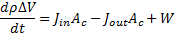 dρΔV/dt = J_in A_c − J_out A_c + W